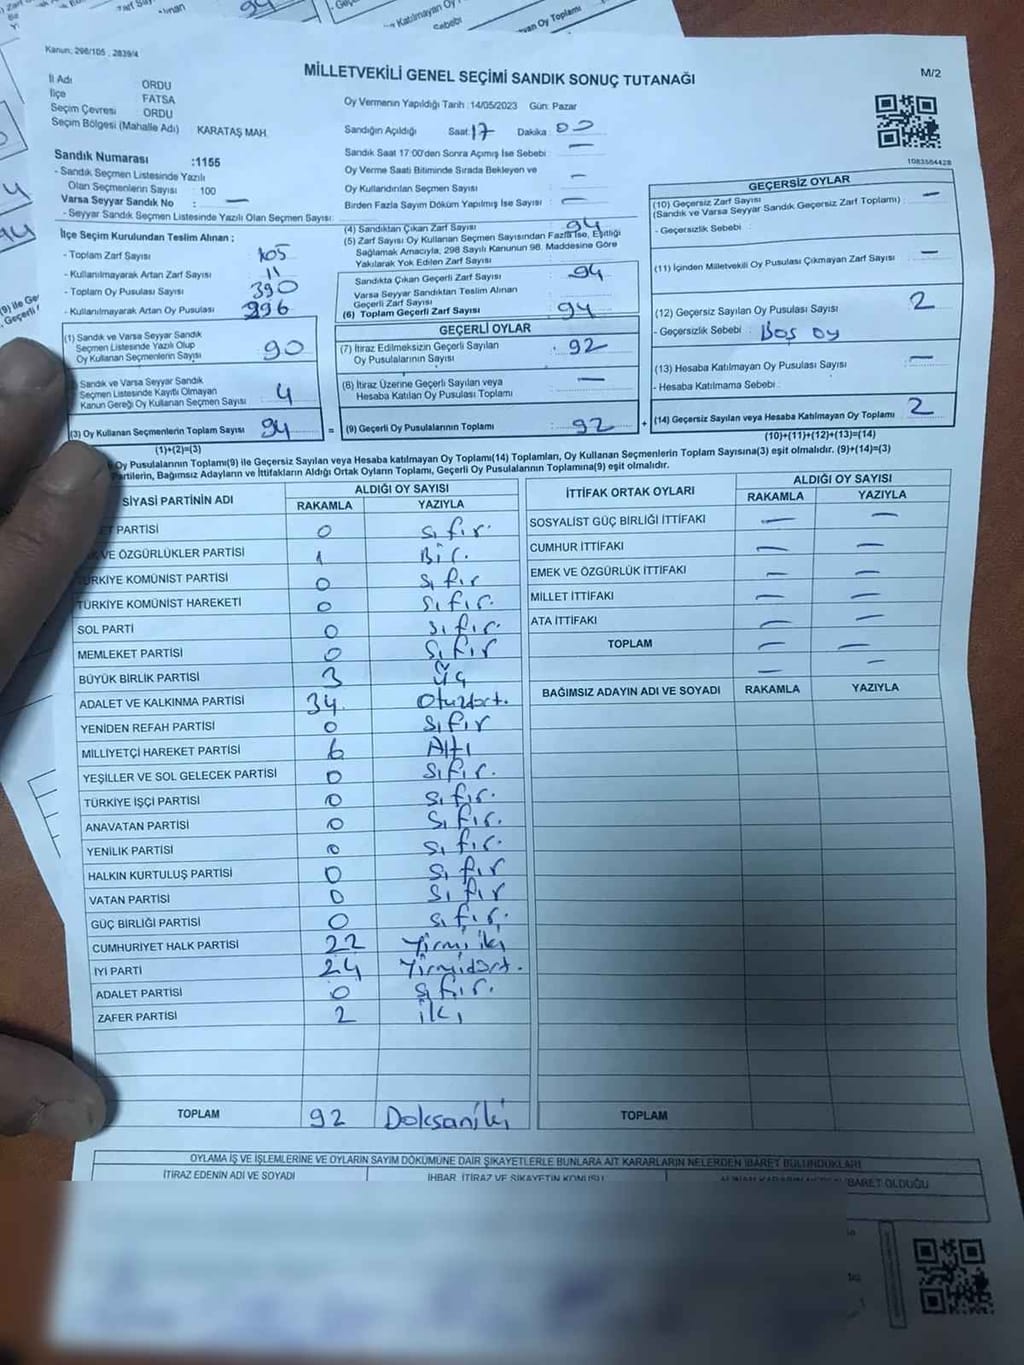 Kanun: 298/105 , 2839/4
MİLLETVEKİLİ GENEL SEÇİMİ SANDIK SONUÇ TUTANAĞI
M/2
İl Adı ORDU
İlçe FATSA
Seçim Çevresi ORDU
Seçim Bölgesi (Mahalle Adı) KARATAŞ MAH.
Oy Vermenin Yapıldığı Tarih :14/05/2023 Gün: Pazar
Sandığın Açıldığı Saat 17 Dakika 00
Sandık Saat 17:00'den Sonra Açımış İse Sebebi : —
Oy Verme Saati Bitiminde Sırada Bekleyen ve
Oy Kullandırılan Seçmen Sayısı : —
Birden Fazla Sayım Döküm Yapılmış İse Sayısı : —
1083564428
Sandık Numarası :1155
- Sandık Seçmen Listesinde Yazılı
Olan Seçmenlerin Sayısı : 100
Varsa Seyyar Sandık No : —
- Seyyar Sandık Seçmen Listesinde Yazılı Olan Seçmen Sayısı:
İlçe Seçim Kurulundan Teslim Alınan ;
- Toplam Zarf Sayısı 105
- Kullanılmayarak Artan Zarf Sayısı 11
- Toplam Oy Pusulası Sayısı 390
- Kullanılmayarak Artan Oy Pusulası 296
(1) Sandık ve Varsa Seyyar Sandık
Seçmen Listesinde Yazılı Olup
Oy Kullanan Seçmenlerin Sayısı 90
Sandık ve Varsa Seyyar Sandık
Seçmen Listesinde Kayıtlı Olmayan
Kanun Gereği Oy Kullanan Seçmen Sayısı 4
(3) Oy Kullanan Seçmenlerin Toplam Sayısı 94
(1)+(2)=(3)
(4) Sandıktan Çıkan Zarf Sayısı 94
(5) Zarf Sayısı Oy Kullanan Seçmen Sayısından Fazla İse, Eşitliği
Sağlamak Amacıyla, 298 Sayılı Kanunun 98. Maddesine Göre
Yakılarak Yok Edilen Zarf Sayısı :
Sandıkta Çıkan Geçerli Zarf Sayısı 94
Varsa Seyyar Sandıktan Teslim Alınan
Geçerli Zarf Sayısı
(6) Toplam Geçerli Zarf Sayısı 94
GEÇERLİ OYLAR
(7) İtiraz Edilmeksizin Geçerli Sayılan
Oy Pusulalarının Sayısı : 92
(8) İtiraz Üzerine Geçerli Sayılan veya
Hesaba Katılan Oy Pusulası Toplamı —
= (9) Geçerli Oy Pusulalarının Toplamı : 92 +
GEÇERSİZ OYLAR
(10) Geçersiz Zarf Sayısı —
(Sandık ve Varsa Seyyar Sandık Geçersiz Zarf Toplamı) :
- Geçersizlik Sebebi :
(11) İçinden Milletvekili Oy Pusulası Çıkmayan Zarf Sayısı —
(12) Geçersiz Sayılan Oy Pusulası Sayısı 2
- Geçersizlik Sebebi : Boş oy
(13) Hesaba Katılmayan Oy Pusulası Sayısı —
- Hesaba Katılmama Sebebi :
(14) Geçersiz Sayılan veya Hesaba Katılmayan Oy Toplamı 2
(10)+(11)+(12)+(13)=(14)
Oy Pusulalarının Toplamı(9) ile Geçersiz Sayılan veya Hesaba katılmayan Oy Toplamı(14) Toplamları, Oy Kullanan Seçmenlerin Toplam Sayısına(3) eşit olmalıdır. (9)+(14)=(3)
Partilerin, Bağımsız Adayların ve İttifakların Aldığı Ortak Oyların Toplamı, Geçerli Oy Pusulalarının Toplamına(9) eşit olmalıdır.
SİYASİ PARTİNİN ADI ALDIĞI OY SAYISI
RAKAMLA YAZIYLA
PARTİSİ 0 Sıfır.
VE ÖZGÜRLÜKLER PARTİSİ 1 Bir.
TÜRKİYE KOMÜNİST PARTİSİ 0 Sıfır
TÜRKİYE KOMÜNİST HAREKETİ 0 Sıfır.
SOL PARTİ 0 Sıfır.
MEMLEKET PARTİSİ 0 Sıfır
BÜYÜK BİRLİK PARTİSİ 3 Üç
ADALET VE KALKINMA PARTİSİ 34. Otuzdört.
YENİDEN REFAH PARTİSİ 0 Sıfır
MİLLİYETÇİ HAREKET PARTİSİ 6 Altı
YEŞİLLER VE SOL GELECEK PARTİSİ 0 Sıfır.
TÜRKİYE İŞÇİ PARTİSİ 0 Sıfır.
ANAVATAN PARTİSİ 0 Sıfır.
YENİLİK PARTİSİ 0 Sıfır.
HALKIN KURTULUŞ PARTİSİ 0 Sıfır
VATAN PARTİSİ 0 Sıfır
GÜÇ BİRLİĞİ PARTİSİ 0 Sıfır.
CUMHURİYET HALK PARTİSİ 22 Yirmi iki
İYİ PARTİ 24 Yirmidört.
ADALET PARTİSİ 0 Sıfır.
ZAFER PARTİSİ 2 iki
TOPLAM 92 Doksaniki
İTTİFAK ORTAK OYLARI ALDIĞI OY SAYISI
RAKAMLA YAZIYLA
SOSYALİST GÜÇ BİRLİĞİ İTTİFAKI — —
CUMHUR İTTİFAKI — —
EMEK VE ÖZGÜRLÜK İTTİFAKI — —
MİLLET İTTİFAKI — —
ATA İTTİFAKI — —
TOPLAM — —
— —
BAĞIMSIZ ADAYIN ADI VE SOYADI RAKAMLA YAZIYLA
TOPLAM
OYLAMA İŞ VE İŞLEMLERİNE VE OYLARIN SAYIM DÖKÜMÜNE DAİR ŞİKAYETLERLE BUNLARA AİT KARARLARIN NELERDEN İBARET BULUNDUKLARI
İTİRAZ EDENİN ADI VE SOYADI İHBAR, İTİRAZ VE ŞİKAYETİN KONUSU İBARET OLDUĞU